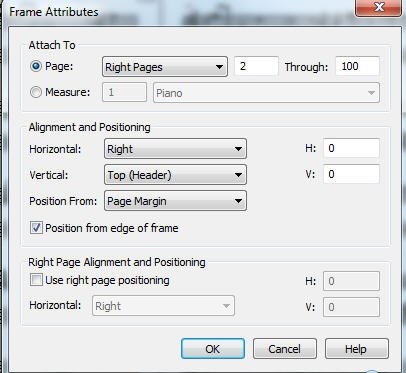 Frame Attributes
Attach To
Page: Right Pages 2 Through: 100
Measure: 1 Piano
Alignment and Positioning
Horizontal: Right H: 0
Vertical: Top (Header) V: 0
Position From: Page Margin
Position from edge of frame
Right Page Alignment and Positioning
Use right page positioning H: 0
Horizontal: Right V: 0
OK Cancel Help